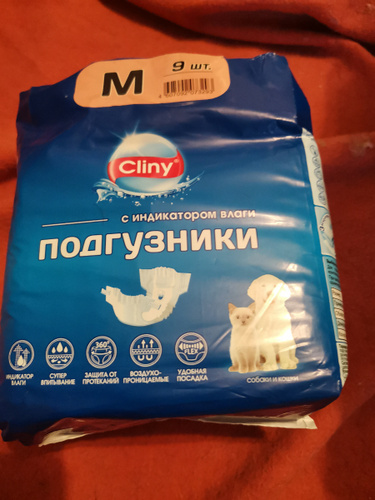 M
9 шт.
Cliny®
с индикатором влаги
подгузники
360°
FLEX
индикатор влаги
супер впитывание
защита от протеканий
воздухо-проницаемые
удобная посадка
собаки и кошки